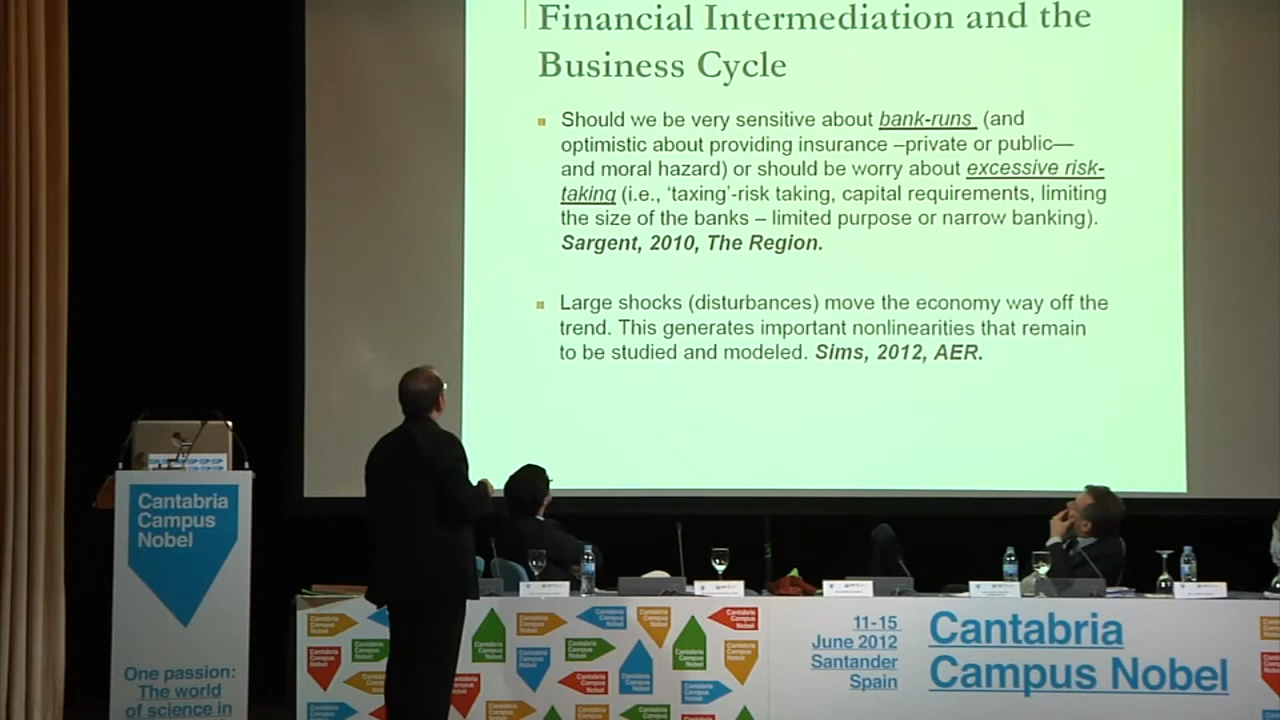 Financial Intermediation and the
Business Cycle
Should we be very sensitive about bank-runs (and
optimistic about providing insurance –private or public—
and moral hazard) or should be worry about excessive risk-
taking (i.e., ‘taxing’-risk taking, capital requirements, limiting
the size of the banks – limited purpose or narrow banking).
Sargent, 2010, The Region.
Large shocks (disturbances) move the economy way off the
trend. This generates important nonlinearities that remain
to be studied and modeled. Sims, 2012, AER.
Cantabria
Campus
Nobel
One passion:
The world
of science in
11-15
June 2012
Santander
Spain
Cantabria
Campus Nobel